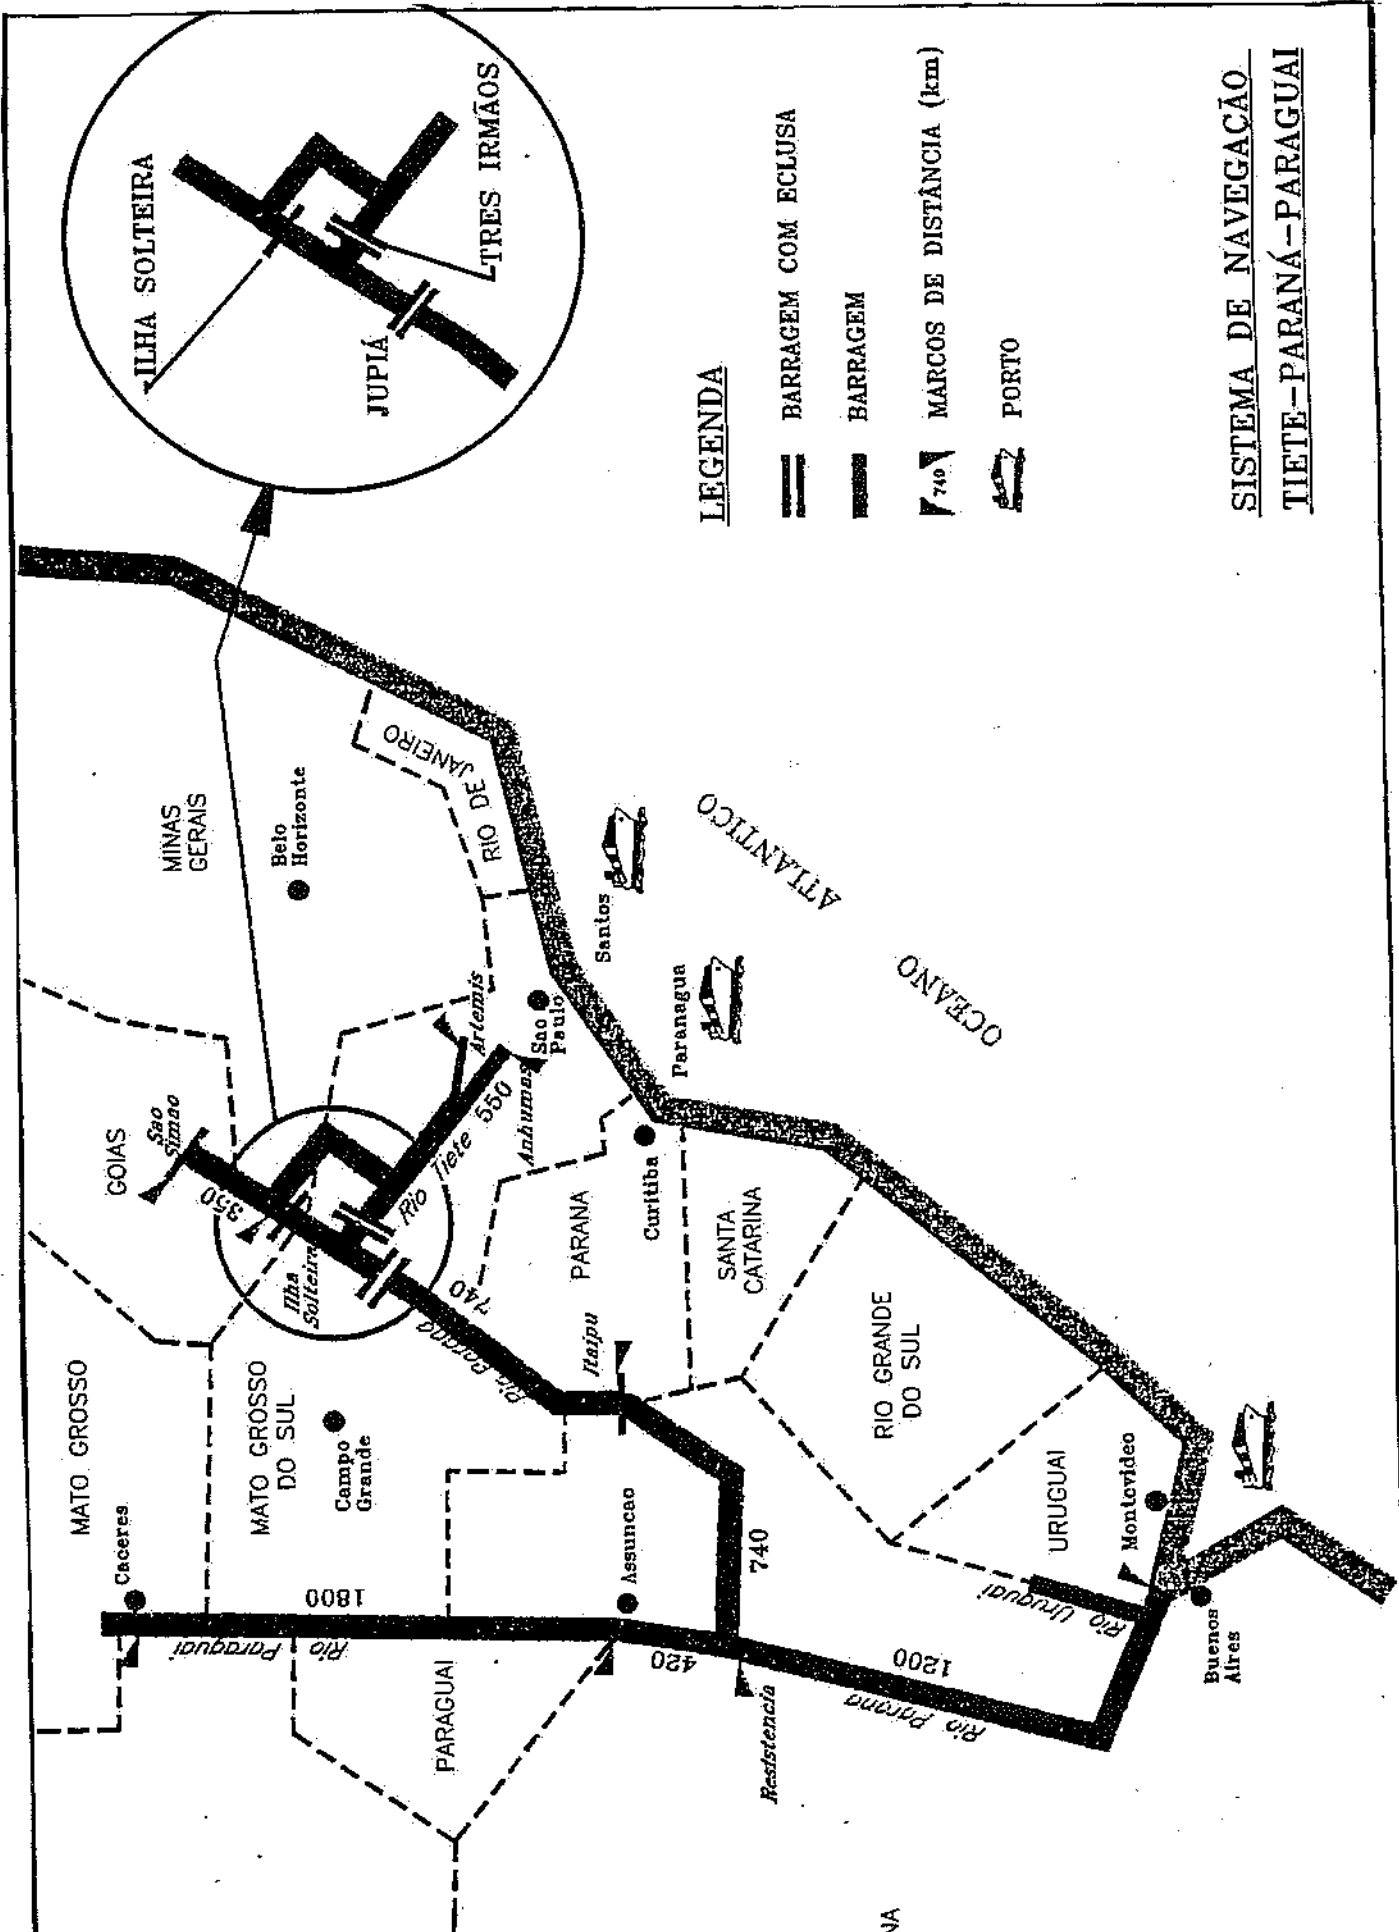 ILHA SOLTEIRA
TRES IRMÃOS
JUPIÁ
LEGENDA
BARRAGEM COM ECLUSA
BARRAGEM
740
MARCOS DE DISTÂNCIA (km)
PORTO
SISTEMA DE NAVEGAÇÃO
TIETE-PARANÁ-PARAGUAI
MATO GROSSO
Caceres
MATO GROSSO
DO SUL
Campo
Grande
GOIAS
Sao
Simao
350
Ilha
Solteira
MINAS
GERAIS
Belo
Horizonte
RIO DE JANEIRO
Artemis
Sao
Paulo
Santos
Rio Tiete 550
Anhumas
Paranagua
740
Rio Parana
Itaipu
PARANA
Curitiba
SANTA
CATARINA
RIO GRANDE
DO SUL
OCEANO ATLANTICO
Rio Paraguai
1800
PARAGUAI
Assuncao
420
740
Resistencia
Rio Parana
1200
Rio Uruguai
URUGUAI
Montevideo
Buenos
Aires
NA